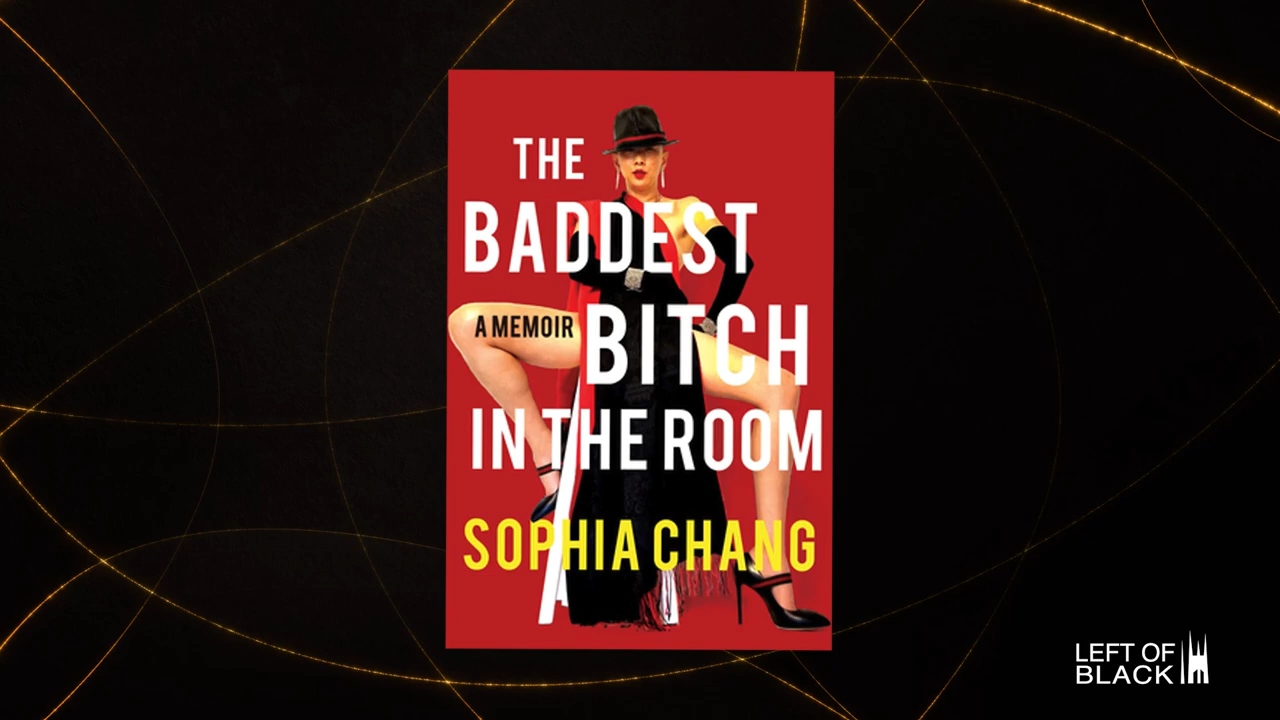 THE
BADDEST
A MEMOIR BITCH
IN THE ROOM
SOPHIA CHANG
LEFT OF
BLACK